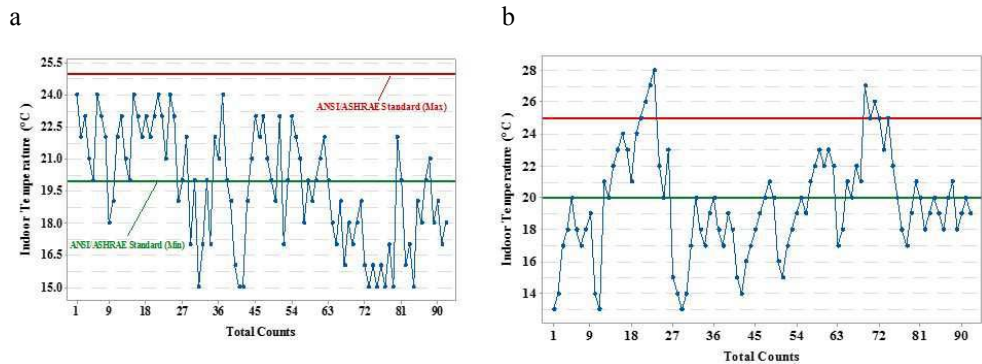 a
b
25.5
24.0
22.5
21.0
19.5
18.0
16.5
15.0
Indoor Temperature (°C)
ANSI/ASHRAE Standard (Max)
ANSI/ASHRAE Standard (Min)
1 9 18 27 36 45 54 63 72 81 90
Total Counts
28
26
24
22
20
18
16
14
Indoor Temperature (°C)
1 9 18 27 36 45 54 63 72 81 90
Total Counts